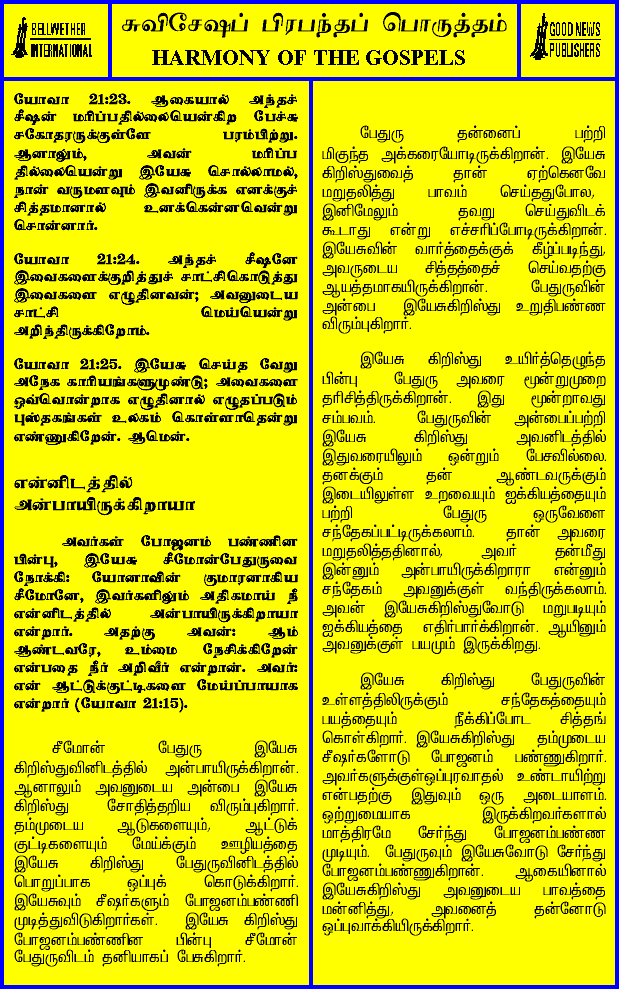 BELLWETHER
INTERNATIONAL
சுவிசேஷப் பிரபந்தப் பொருத்தம்
HARMONY OF THE GOSPELS
GOOD NEWS
PUBLISHERS
யோவா 21:23. ஆகையால் அந்தச்
சீஷன் மரிப்பதில்லையென்கிற பேச்சு
சகோதரருக்குள்ளே பரம்பிற்று.
ஆனாலும், அவன் மரிப்ப
தில்லையென்று இயேசு சொல்லாமல்,
நான் வருமளவும் இவனிருக்க எனக்குச்
சித்தமானால் உனக்கென்னவென்று
சொன்னார்.
யோவா 21:24. அந்தச் சீஷனே
இவைகளைக்குறித்துச் சாட்சிகொடுத்து
இவைகளை எழுதினவன்; அவனுடைய
சாட்சி மெய்யென்று
அறிந்திருக்கிறோம்.
யோவா 21:25. இயேசு செய்த வேறு
அநேக காரியங்களுமுண்டு; அவைகளை
ஒவ்வொன்றாக எழுதினால் எழுதப்படும்
புஸ்தகங்கள் உலகம் கொள்ளாதென்று
எண்ணுகிறேன். ஆமென்.
என்னிடத்தில்
அன்பாயிருக்கிறாயா
அவர்கள் போஜனம் பண்ணின
பின்பு, இயேசு சீமோன்பேதுருவை
நோக்கி: யோனாவின் குமாரனாகிய
சீமோனே, இவர்களிலும் அதிகமாய் நீ
என்னிடத்தில் அன்பாயிருக்கிறாயா
என்றார். அதற்கு அவன்: ஆம்
ஆண்டவரே, உம்மை நேசிக்கிறேன்
என்பதை நீர் அறிவீர் என்றான். அவர்:
என் ஆட்டுக்குட்டிகளை மேய்ப்பாயாக
என்றார் (யோவா 21:15).
சீமோன் பேதுரு இயேசு
கிறிஸ்துவினிடத்தில் அன்பாயிருக்கிறான்.
ஆனாலும் அவனுடைய அன்பை இயேசு
கிறிஸ்து சோதித்தறிய விரும்புகிறார்.
தம்முடைய ஆடுகளையும், ஆட்டுக்
குட்டிகளையும் மேய்க்கும் ஊழியத்தை
இயேசு கிறிஸ்து பேதுருவினிடத்தில்
பொறுப்பாக ஒப்புக் கொடுக்கிறார்.
இயேசுவும் சீஷர்களும் போஜனம்பண்ணி
முடித்துவிடுகிறார்கள். இயேசு கிறிஸ்து
போஜனம்பண்ணின பின்பு சீமோன்
பேதுருவிடம் தனியாகப் பேசுகிறார்.
பேதுரு தன்னைப் பற்றி
மிகுந்த அக்கரையோடிருக்கிறான். இயேசு
கிறிஸ்துவைத் தான் ஏற்கெனவே
மறுதலித்து பாவம் செய்ததுபோல,
இனிமேலும் தவறு செய்துவிடக்
கூடாது என்று எச்சரிப்போடிருக்கிறான்.
இயேசுவின் வார்த்தைக்குக் கீழ்ப்படிந்து,
அவருடைய சித்தத்தைச் செய்வதற்கு
ஆயத்தமாகயிருக்கிறான். பேதுருவின்
அன்பை இயேசுகிறிஸ்து உறுதிபண்ண
விரும்புகிறார்.
இயேசு கிறிஸ்து உயிர்த்தெழுந்த
பின்பு பேதுரு அவரை மூன்றுமுறை
தரிசித்திருக்கிறான். இது மூன்றாவது
சம்பவம். பேதுருவின் அன்பைப்பற்றி
இயேசு கிறிஸ்து அவனிடத்தில்
இதுவரையிலும் ஒன்றும் பேசவில்லை.
தனக்கும் தன் ஆண்டவருக்கும்
இடையிலுள்ள உறவையும் ஐக்கியத்தையும்
பற்றி பேதுரு ஒருவேளை
சந்தேகப்பட்டிருக்கலாம். தான் அவரை
மறுதலித்ததினால், அவர் தன்மீது
இன்னும் அன்பாயிருக்கிறாரா என்னும்
சந்தேகம் அவனுக்குள் வந்திருக்கலாம்.
அவன் இயேசுகிறிஸ்துவோடு மறுபடியும்
ஐக்கியத்தை எதிர்பார்க்கிறான். ஆயினும்
அவனுக்குள் பயமும் இருக்கிறது.
இயேசு கிறிஸ்து பேதுருவின்
உள்ளத்திலிருக்கும் சந்தேகத்தையும்
பயத்தையும் நீக்கிப்போட சித்தங்
கொள்கிறார். இயேசுகிறிஸ்து தம்முடைய
சீஷர்களோடு போஜனம் பண்ணுகிறார்.
அவர்களுக்குள்ஒப்புரவாதல் உண்டாயிற்று
என்பதற்கு இதுவும் ஒரு அடையாளம்.
ஒற்றுமையாக இருக்கிறவர்களால்
மாத்திரமே சேர்ந்து போஜனம்பண்ண
முடியும். பேதுருவும் இயேசுவோடு சேர்ந்து
போஜனம்பண்ணுகிறான். ஆகையினால்
இயேசுகிறிஸ்து அவனுடைய பாவத்தை
மன்னித்து, அவனைத் தன்னோடு
ஒப்புவாக்கியிருக்கிறார்.